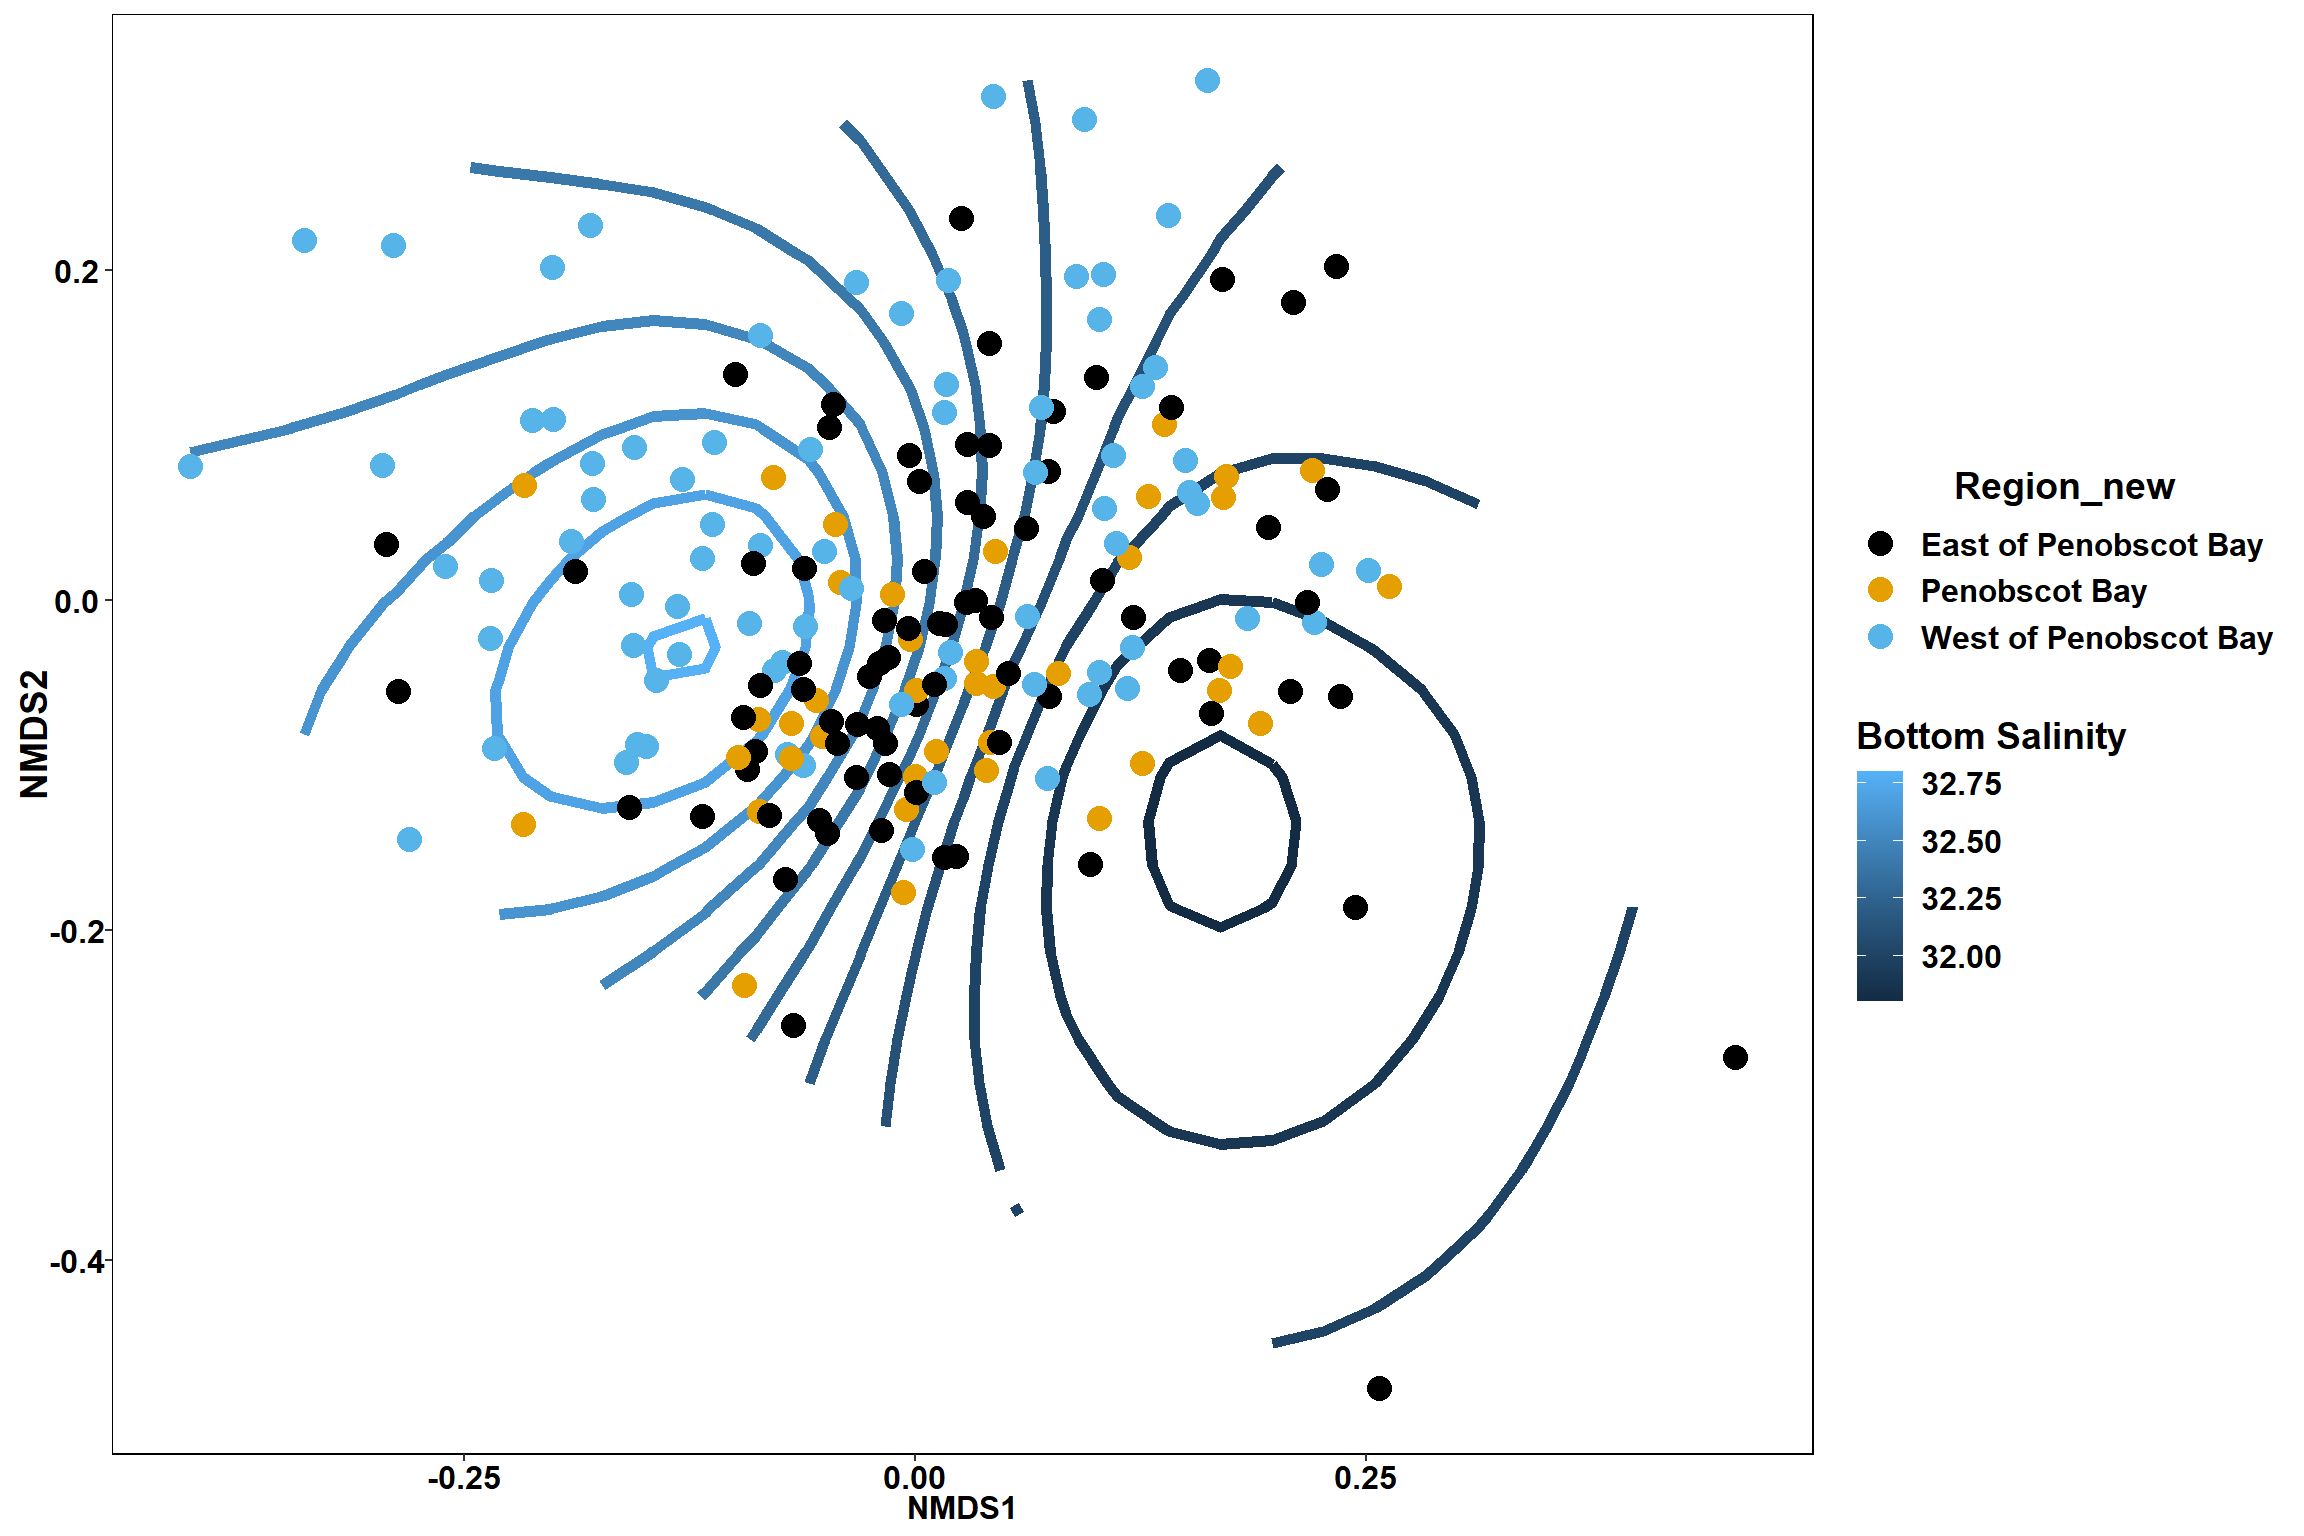 0.2
0.0
-0.2
-0.4
NMDS2
-0.25
0.00
0.25
NMDS1
Region_new
East of Penobscot Bay
Penobscot Bay
West of Penobscot Bay
Bottom Salinity
32.75
32.50
32.25
32.00